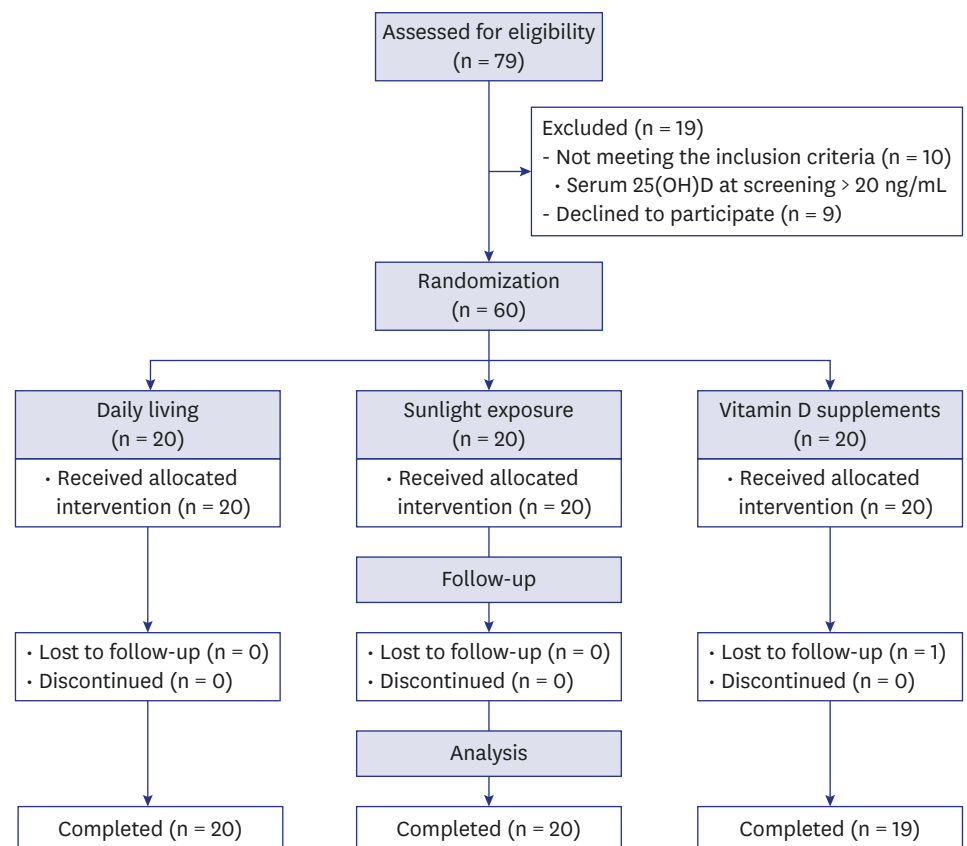 Assessed for eligibility
(n = 79)
Excluded (n = 19)
- Not meeting the inclusion criteria (n = 10)
· Serum 25(OH)D at screening > 20 ng/mL
- Declined to participate (n = 9)
Randomization
(n = 60)
Daily living
(n = 20)
· Received allocated
intervention (n = 20)
Sunlight exposure
(n = 20)
· Received allocated
intervention (n = 20)
Vitamin D supplements
(n = 20)
· Received allocated
intervention (n = 20)
Follow-up
· Lost to follow-up (n = 0)
· Discontinued (n = 0)
· Lost to follow-up (n = 0)
· Discontinued (n = 0)
· Lost to follow-up (n = 1)
· Discontinued (n = 0)
Analysis
Completed (n = 20)
Completed (n = 20)
Completed (n = 19)